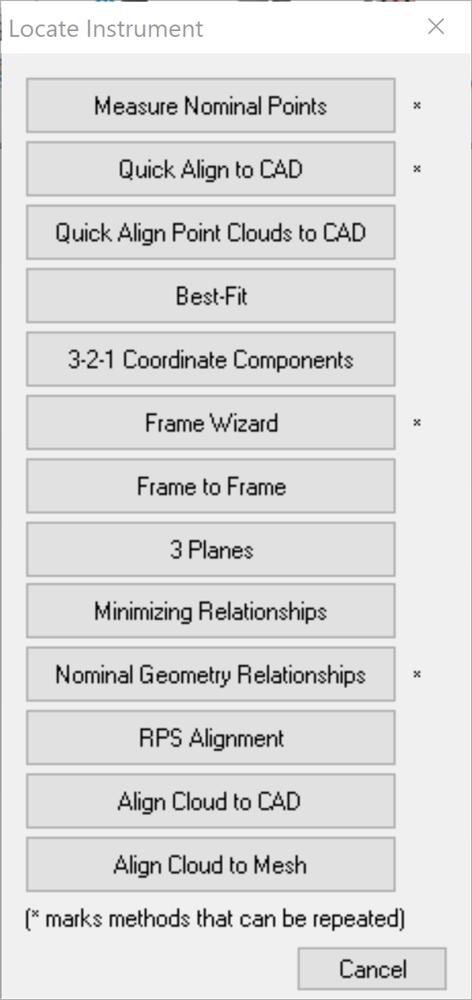 Locate Instrument
Measure Nominal Points *
Quick Align to CAD *
Quick Align Point Clouds to CAD
Best-Fit
3-2-1 Coordinate Components
Frame Wizard *
Frame to Frame
3 Planes
Minimizing Relationships
Nominal Geometry Relationships *
RPS Alignment
Align Cloud to CAD
Align Cloud to Mesh
(* marks methods that can be repeated)
Cancel